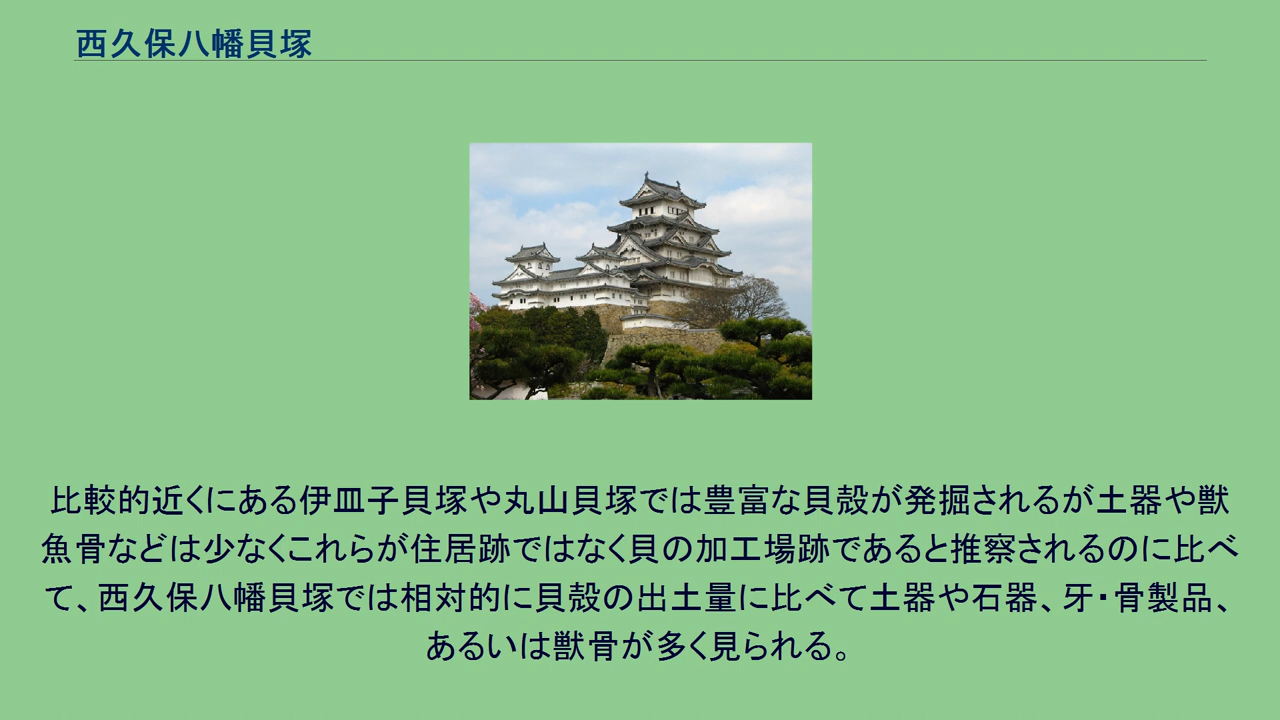 西久保八幡貝塚
比較的近くにある伊皿子貝塚や丸山貝塚では豊富な貝殻が発掘されるが土器や獣
魚骨などは少なくこれらが住居跡ではなく貝の加工場跡であると推察されるのに比べ
て、西久保八幡貝塚では相対的に貝殻の出土量に比べて土器や石器、牙・骨製品、
あるいは獣骨が多く見られる。